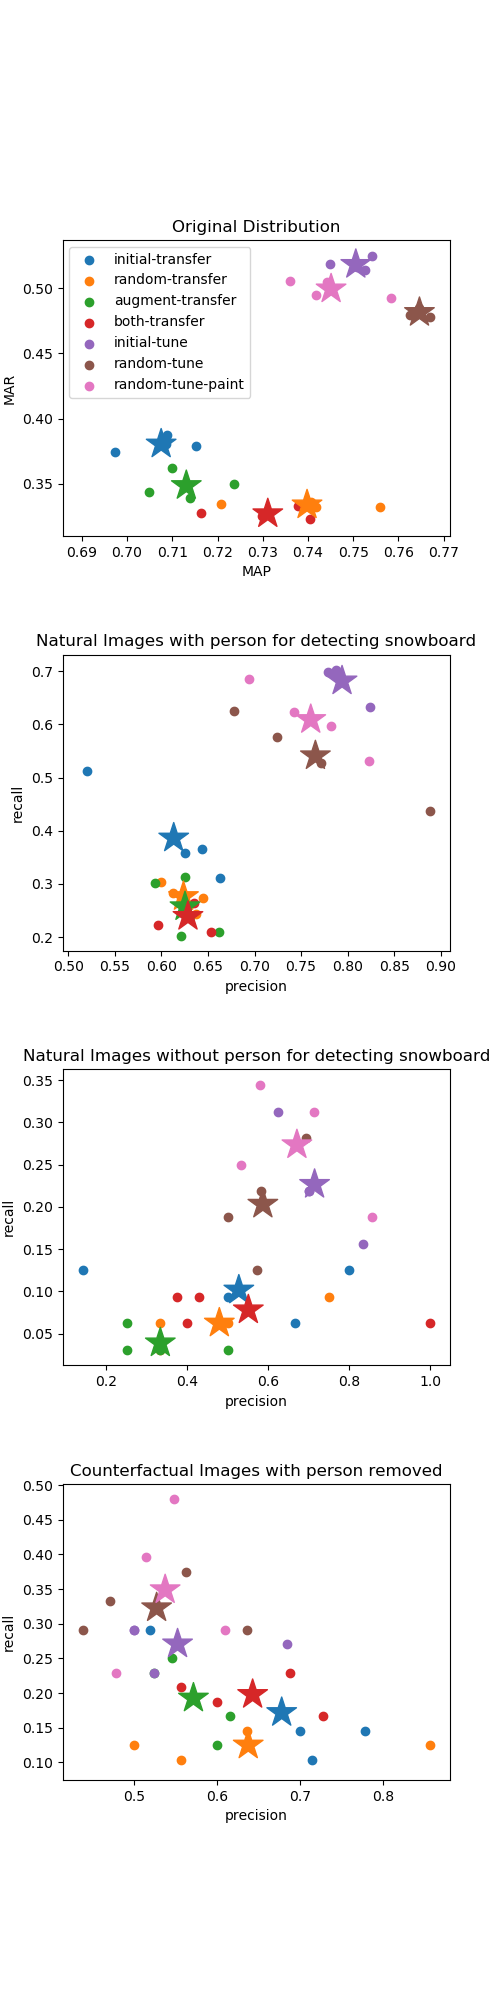 Original Distribution
initial-transfer
random-transfer
augment-transfer
both-transfer
initial-tune
random-tune
random-tune-paint
MAR
0.50
0.45
0.40
0.35
0.69 0.70 0.71 0.72 0.73 0.74 0.75 0.76 0.77
MAP
Natural Images with person for detecting snowboard
recall
0.7
0.6
0.5
0.4
0.3
0.2
0.50 0.55 0.60 0.65 0.70 0.75 0.80 0.85 0.90
precision
Natural Images without person for detecting snowboard
recall
0.35
0.30
0.25
0.20
0.15
0.10
0.05
0.2 0.4 0.6 0.8 1.0
precision
Counterfactual Images with person removed
recall
0.50
0.45
0.40
0.35
0.30
0.25
0.20
0.15
0.10
0.5 0.6 0.7 0.8
precision